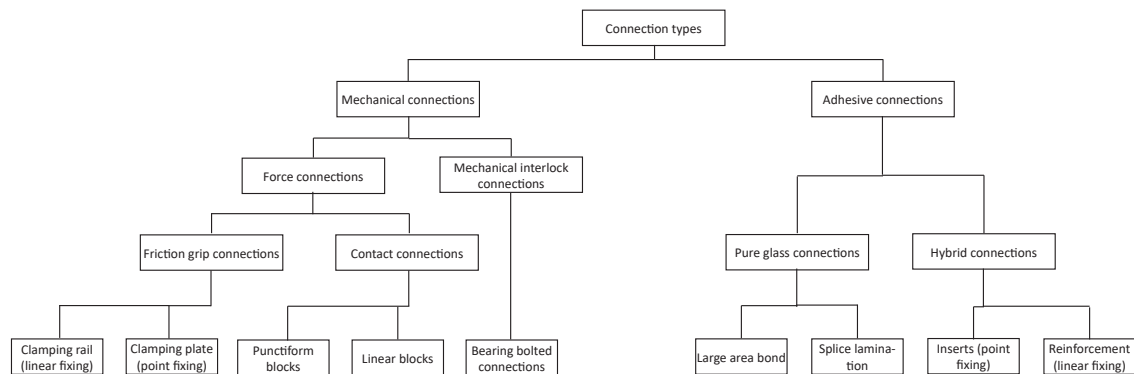 Connection types
Mechanical connections
Adhesive connections
Force connections
Mechanical interlock
connections
Friction grip connections
Contact connections
Pure glass connections
Hybrid connections
Clamping rail
(linear fixing)
Clamping plate
(point fixing)
Punctiform
blocks
Linear blocks
Bearing bolted
connections
Large area bond
Splice lamina-
tion
Inserts (point
fixing)
Reinforcement
(linear fixing)